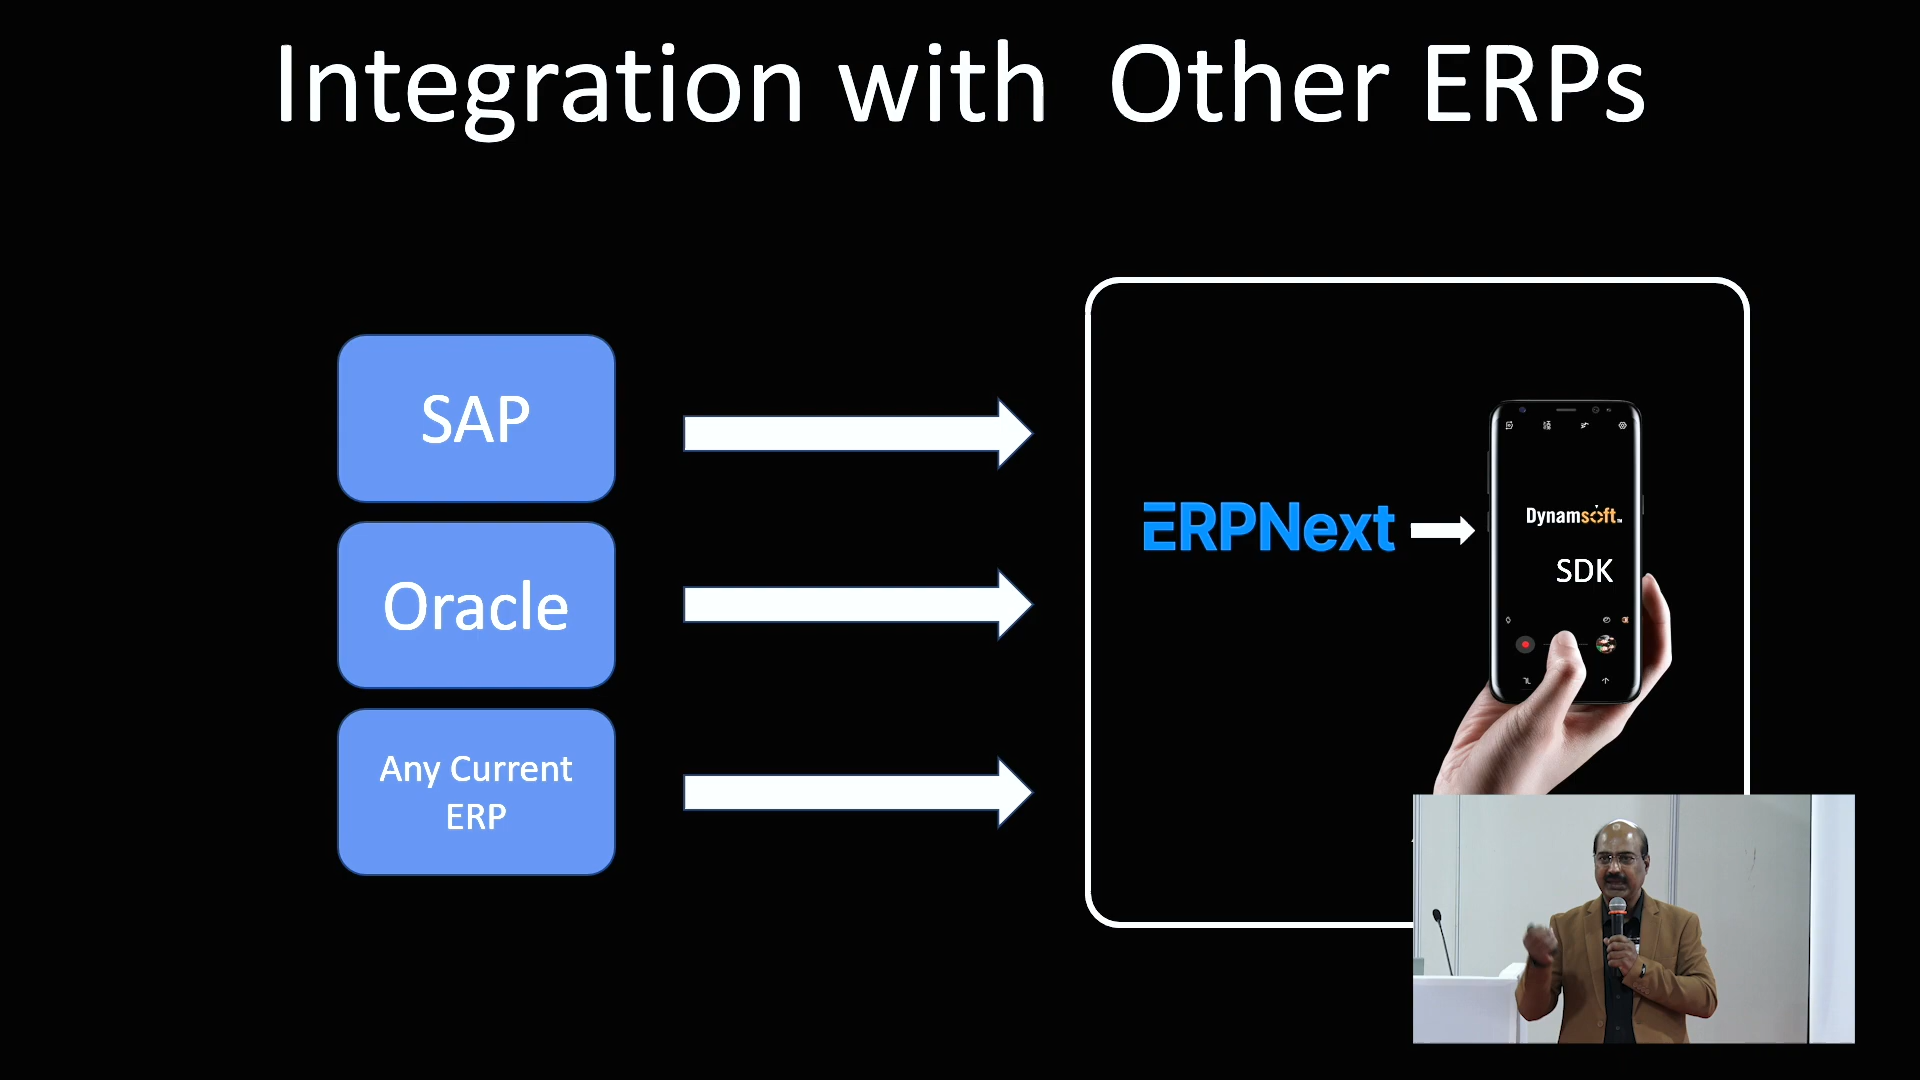 Integration with Other ERPs
SAP
Oracle
Any Current
ERP
ERPNext
Dynamsoft
SDK